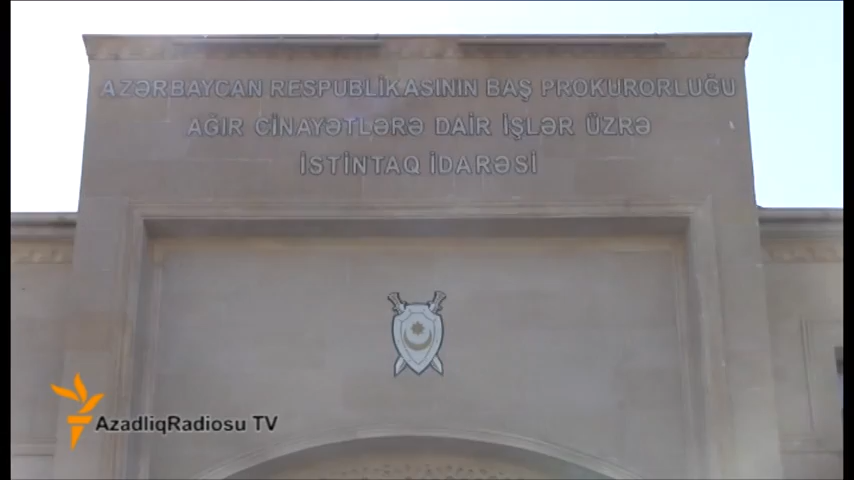 AZƏRBAYCAN RESPUBLİKASININ BAŞ PROKURORLUĞU
AĞIR CİNAYƏTLƏRƏ DAİR İŞLƏR ÜZRƏ
İSTİNTAQ İDARƏSİ
AzadliqRadiosu TV